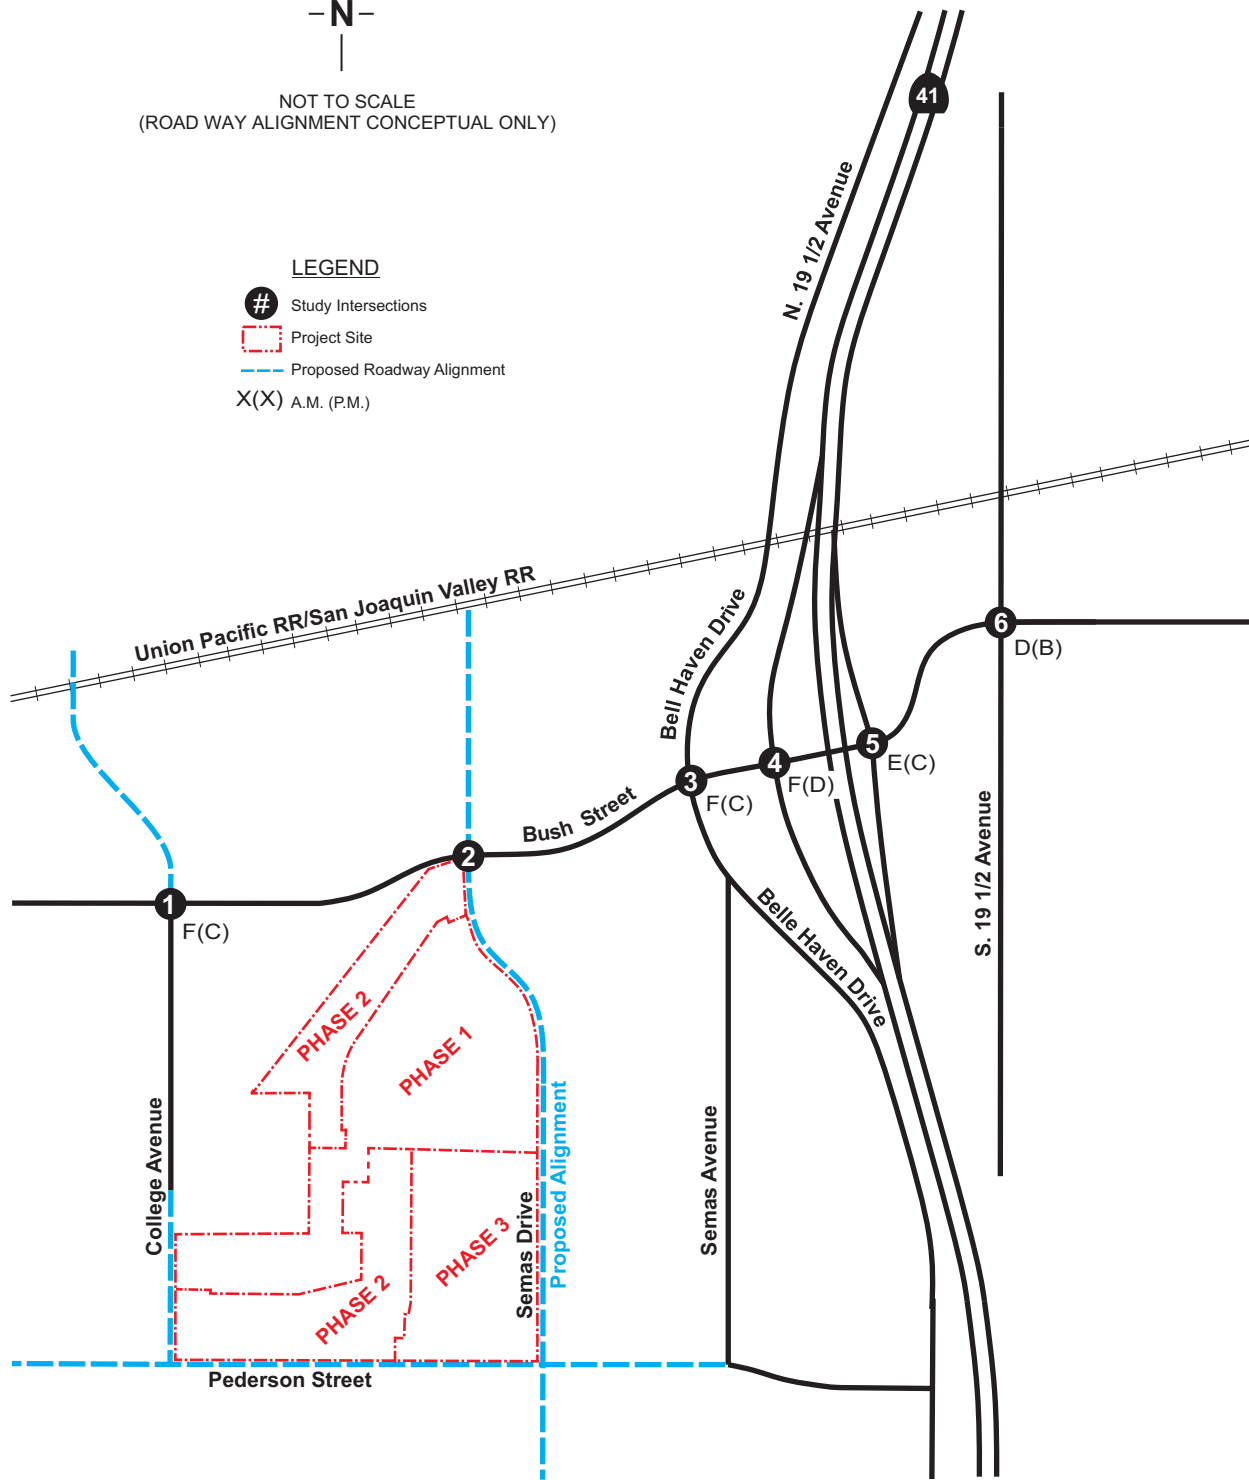 N
NOT TO SCALE
(ROAD WAY ALIGNMENT CONCEPTUAL ONLY)
41
N. 19 1/2 Avenue
LEGEND
# Study Intersections
Project Site
Proposed Roadway Alignment
X(X) A.M. (P.M.)
Union Pacific RR/San Joaquin Valley RR
Bell Haven Drive
6
D(B)
5
E(C)
4
F(D)
3
F(C)
Bush Street
2
1
F(C)
S. 19 1/2 Avenue
Belle Haven Drive
PHASE 2
PHASE 1
College Avenue
Semas Drive
Proposed Alignment
Semas Avenue
PHASE 3
PHASE 2
Pederson Street